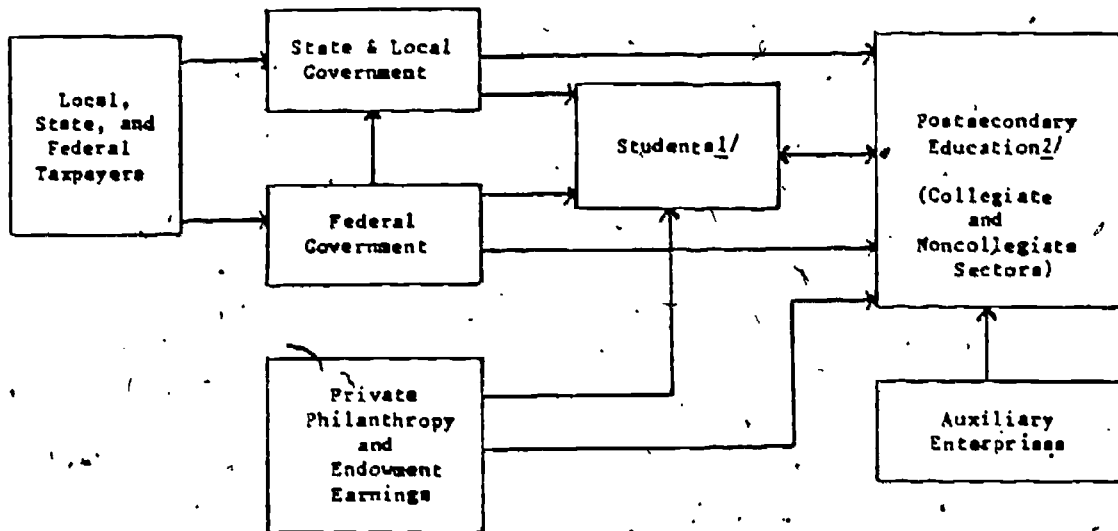 Local,
State, and
Federal
Taxpayers
State & Local
Government
Federal
Government
Students1/
Private
Philanthropy
and
Endowment
Earnings
Postsecondary
Education2/
(Collegiate
and
Noncollegiate
Sectors)
Auxiliary
Enterprises